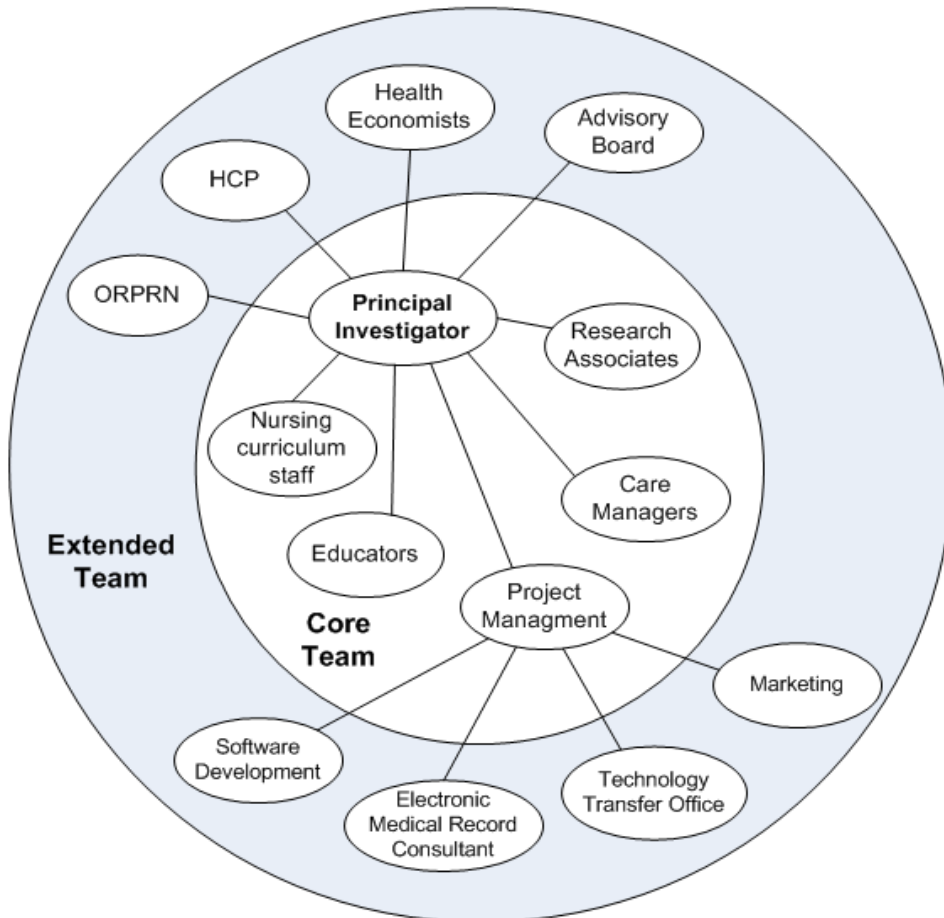 Health
Economists
Advisory
Board
HCP
ORPRN
Principal
Investigator
Research
Associates
Nursing
curriculum
staff
Care
Managers
Extended
Team
Educators
Project
Managment
Core
Team
Marketing
Software
Development
Technology
Transfer Office
Electronic
Medical Record
Consultant